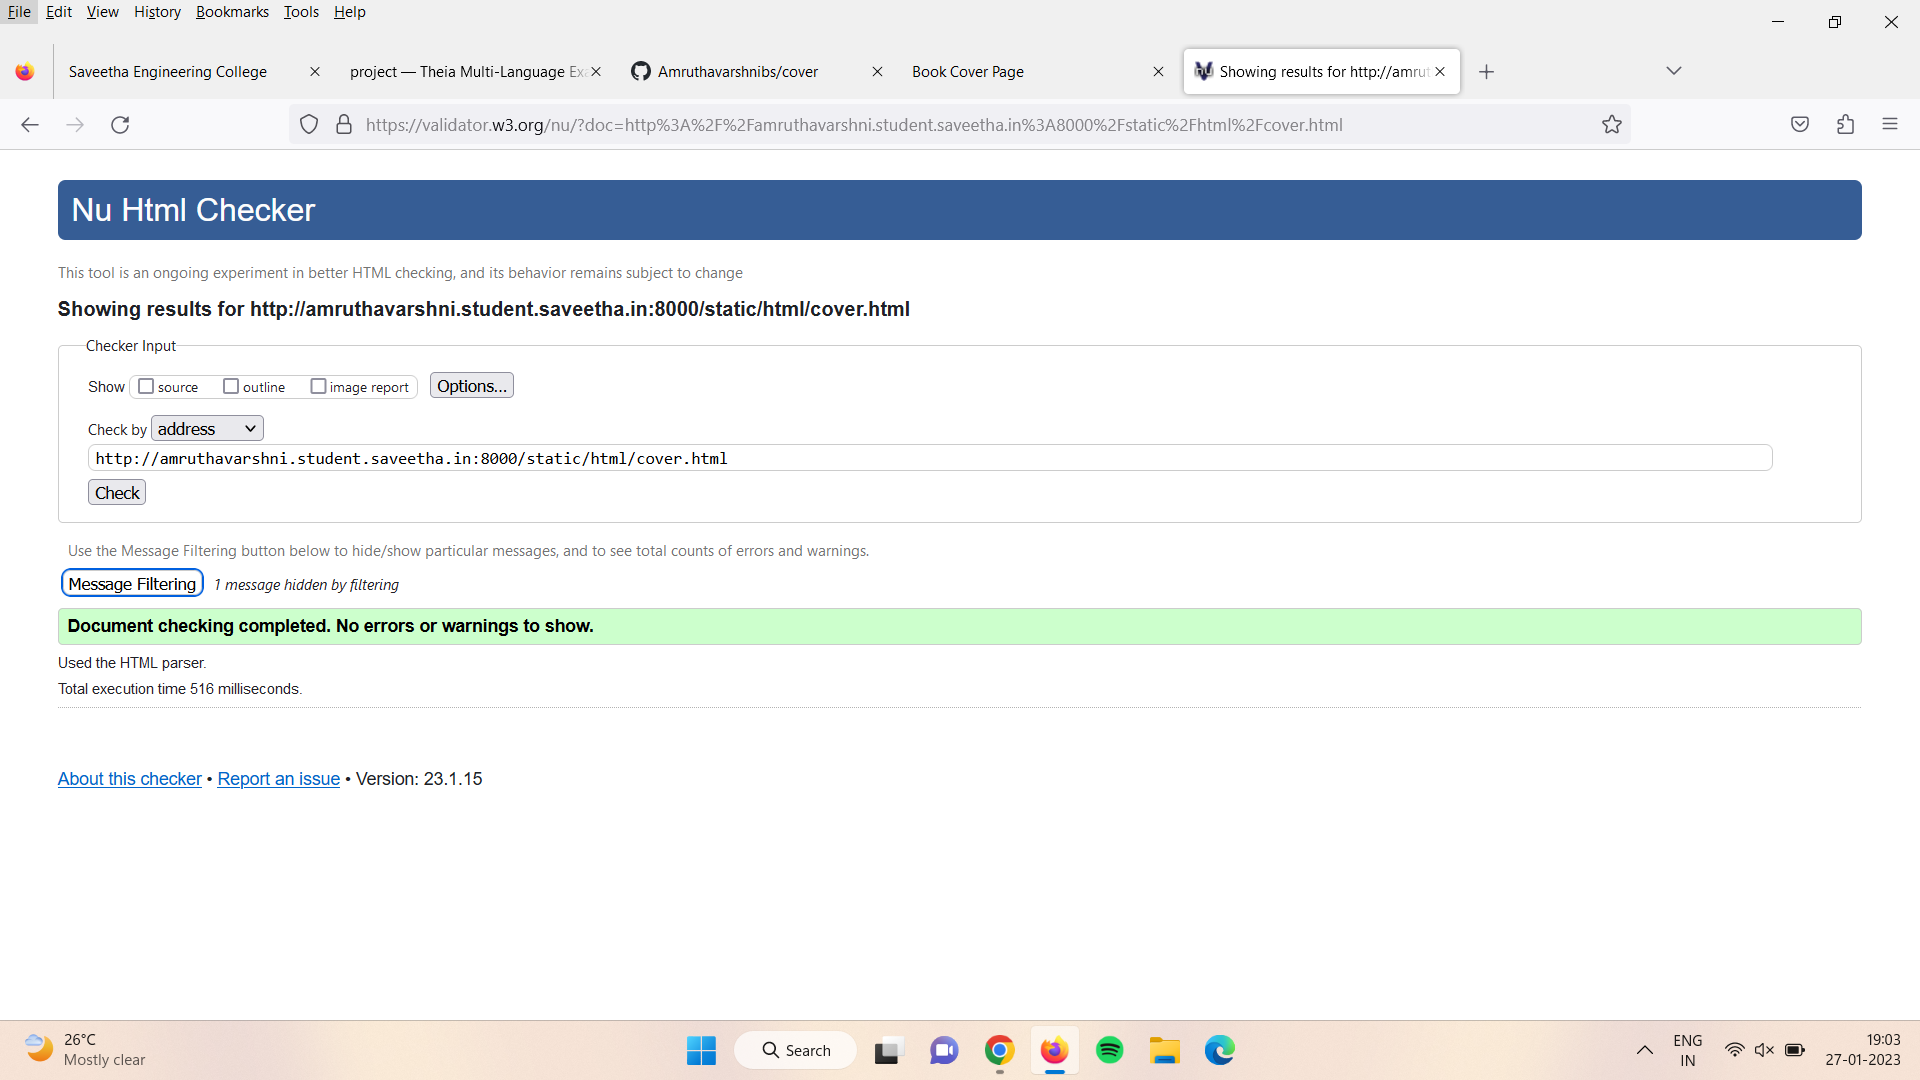 File Edit View History Bookmarks Tools Help
Saveetha Engineering College
project — Theia Multi-Language Exa
Amruthavarshnibs/cover
Book Cover Page
Showing results for http://amrut
https://validator.w3.org/nu/?doc=http%3A%2F%2Famruthavarshni.student.saveetha.in%3A8000%2Fstatic%2Fhtml%2Fcover.html
Nu Html Checker
This tool is an ongoing experiment in better HTML checking, and its behavior remains subject to change
Showing results for http://amruthavarshni.student.saveetha.in:8000/static/html/cover.html
Checker Input
Show source outline image report Options...
Check by address
http://amruthavarshni.student.saveetha.in:8000/static/html/cover.html
Check
Use the Message Filtering button below to hide/show particular messages, and to see total counts of errors and warnings.
Message Filtering 1 message hidden by filtering
Document checking completed. No errors or warnings to show.
Used the HTML parser.
Total execution time 516 milliseconds.
About this checker • Report an issue • Version: 23.1.15
26°C
Mostly clear
Search
ENG
IN
19:03
27-01-2023